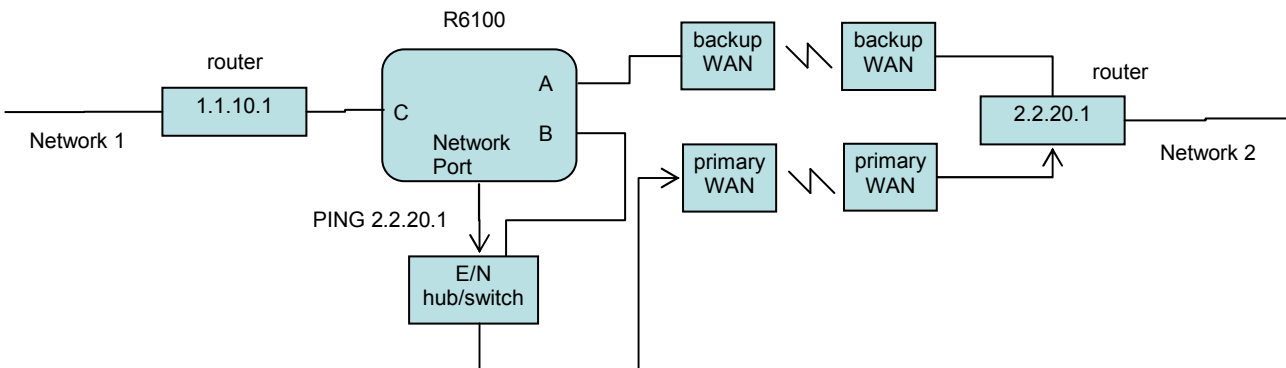 R6100
router
1.1.10.1
Network 1
C
A
B
Network
Port
backup
WAN
backup
WAN
router
2.2.20.1
Network 2
primary
WAN
primary
WAN
PING 2.2.20.1
E/N
hub/switch